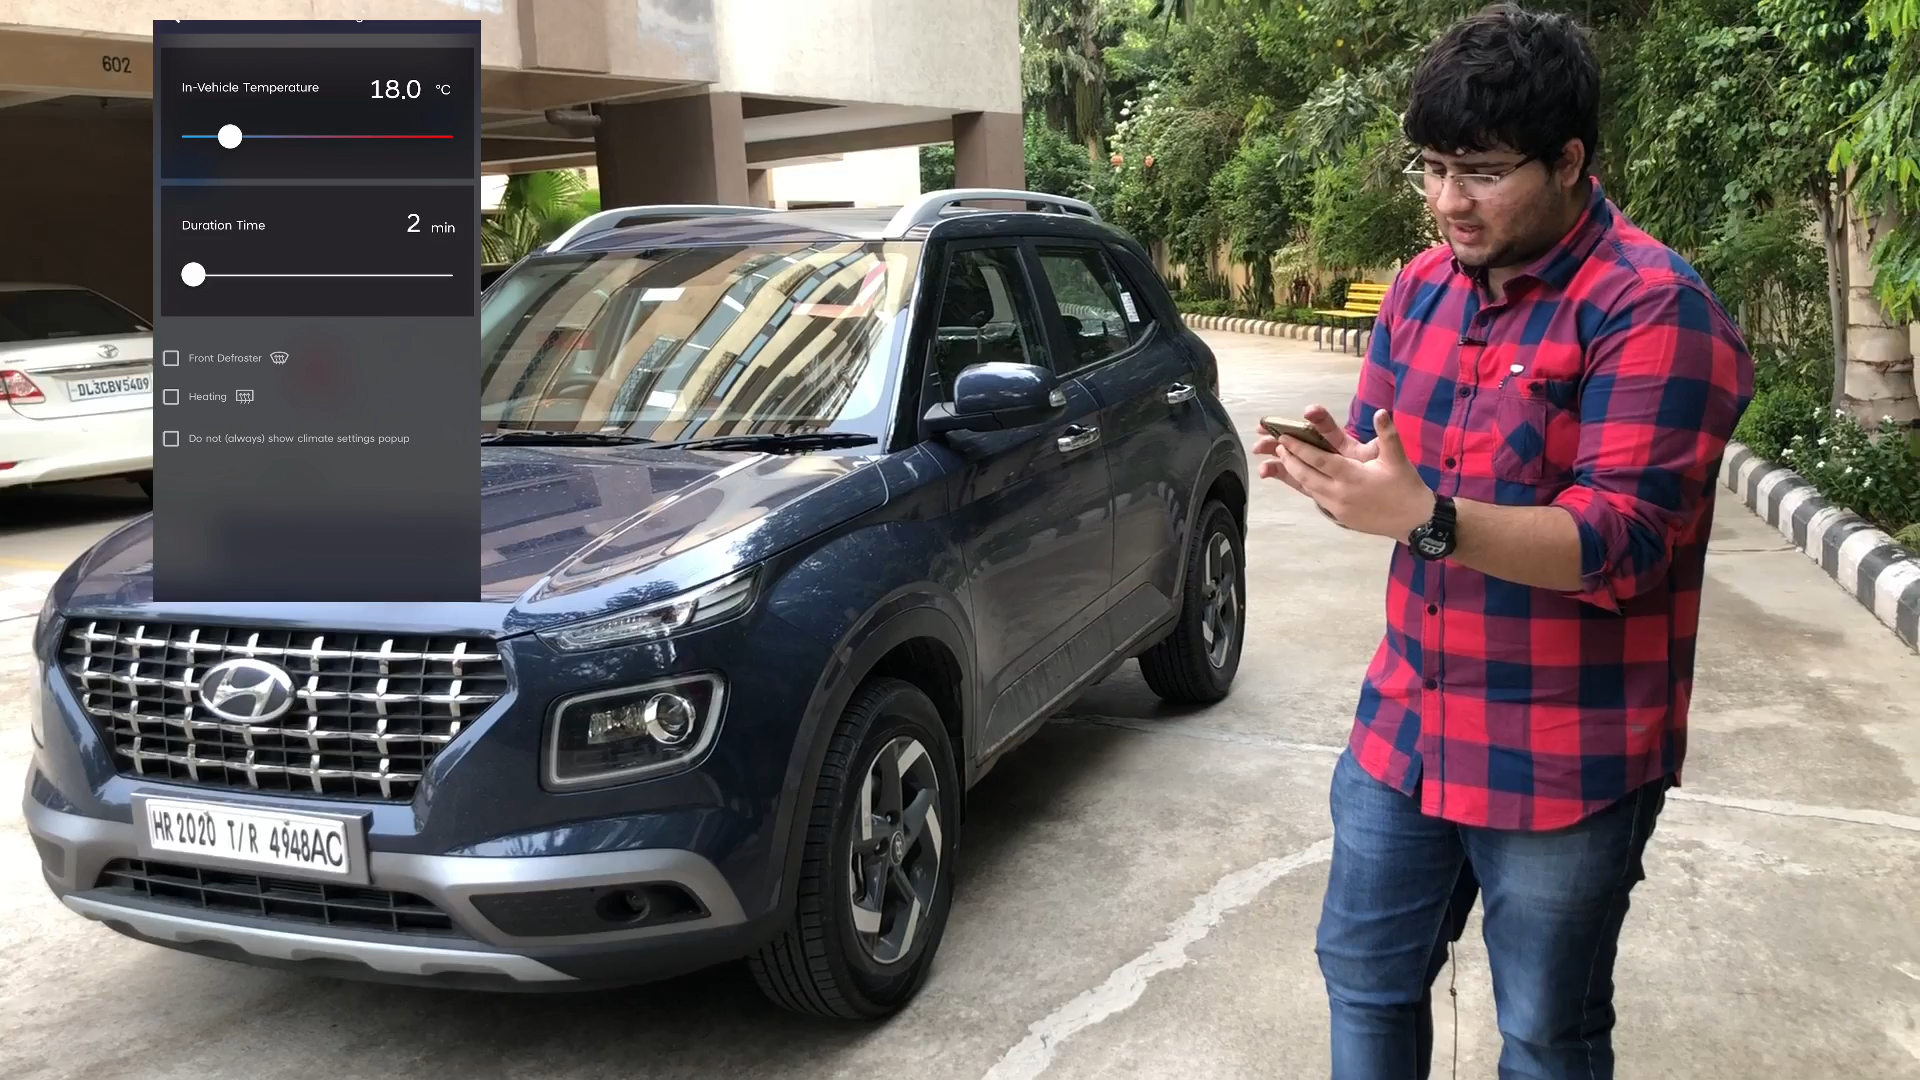 602
In-Vehicle Temperature 18.0 °C
Duration Time 2 min
Front Defroster
Heating
Do not (always) show climate settings popup
DL3CBV5409
HR 2020 T/R 4948AC